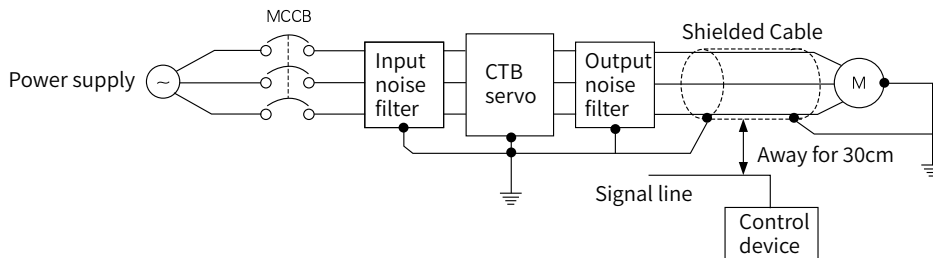 MCCB
Power supply
~
Input
noise
filter
CTB
servo
Output
noise
filter
Shielded Cable
M
Away for 30cm
Signal line
Control
device